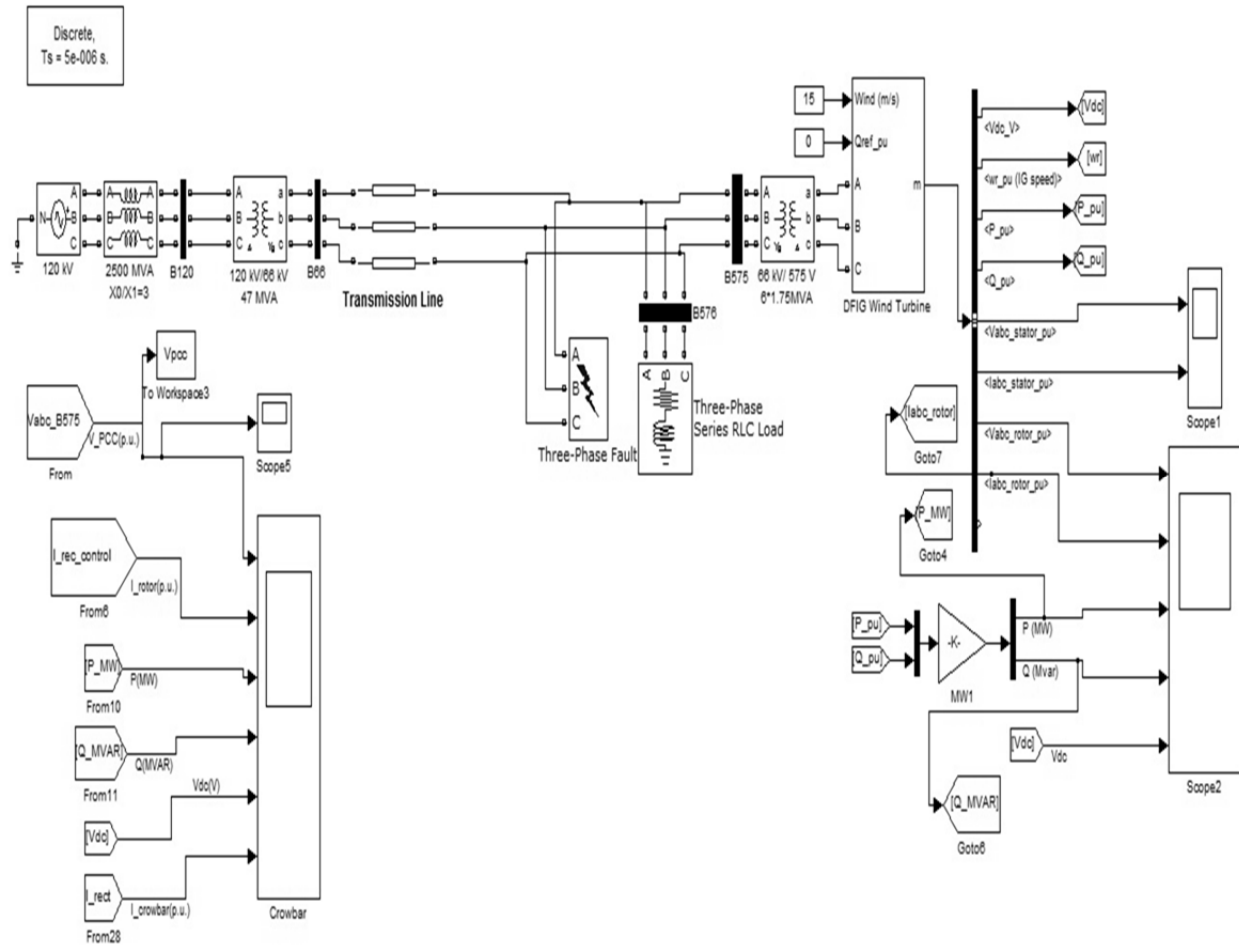 Discrete,
Ts = 5e-006 s.
N
A
B
C
120 kV
A A
B B
C C
2500 MVA
X0/X1=3
B120
A a
B b
C c
120 kV/66 kV
47 MVA
B66
Transmission Line
A
B
C
Three-Phase Fault
B576
A B C
Three-Phase
Series RLC Load
B575
A a
B b
C c
66 kV/ 575 V
6*1.75MVA
15
0
Wind (m/s)
Qref_pu
A
B
C
m
DFIG Wind Turbine
[Vdc]
<Vdc_V>
[wr]
<wr_pu (IG speed)>
[P_pu]
<P_pu>
[Q_pu]
<Q_pu>
<Vabc_stator_pu>
<Iabc_stator_pu>
Scope1
[Iabc_rotor]
Goto7
<Vabc_rotor_pu>
<Iabc_rotor_pu>
[P_MW]
Goto4
[P_pu]
[Q_pu]
-K-
MW1
P (MW)
Q (Mvar)
[Vdc]
Vdc
Scope2
[Q_MVAR]
Goto6
Vpcc
To Workspace3
Vabc_B575
V_PCC(p.u.)
From
Scope5
I_rec_control
I_rotor(p.u.)
From6
[P_MW]
P(MW)
From10
[Q_MVAR]
Q(MVAR)
From11
Vdc(V)
[Vdc]
I_rect
I_crowbar(p.u.)
From28
Crowbar